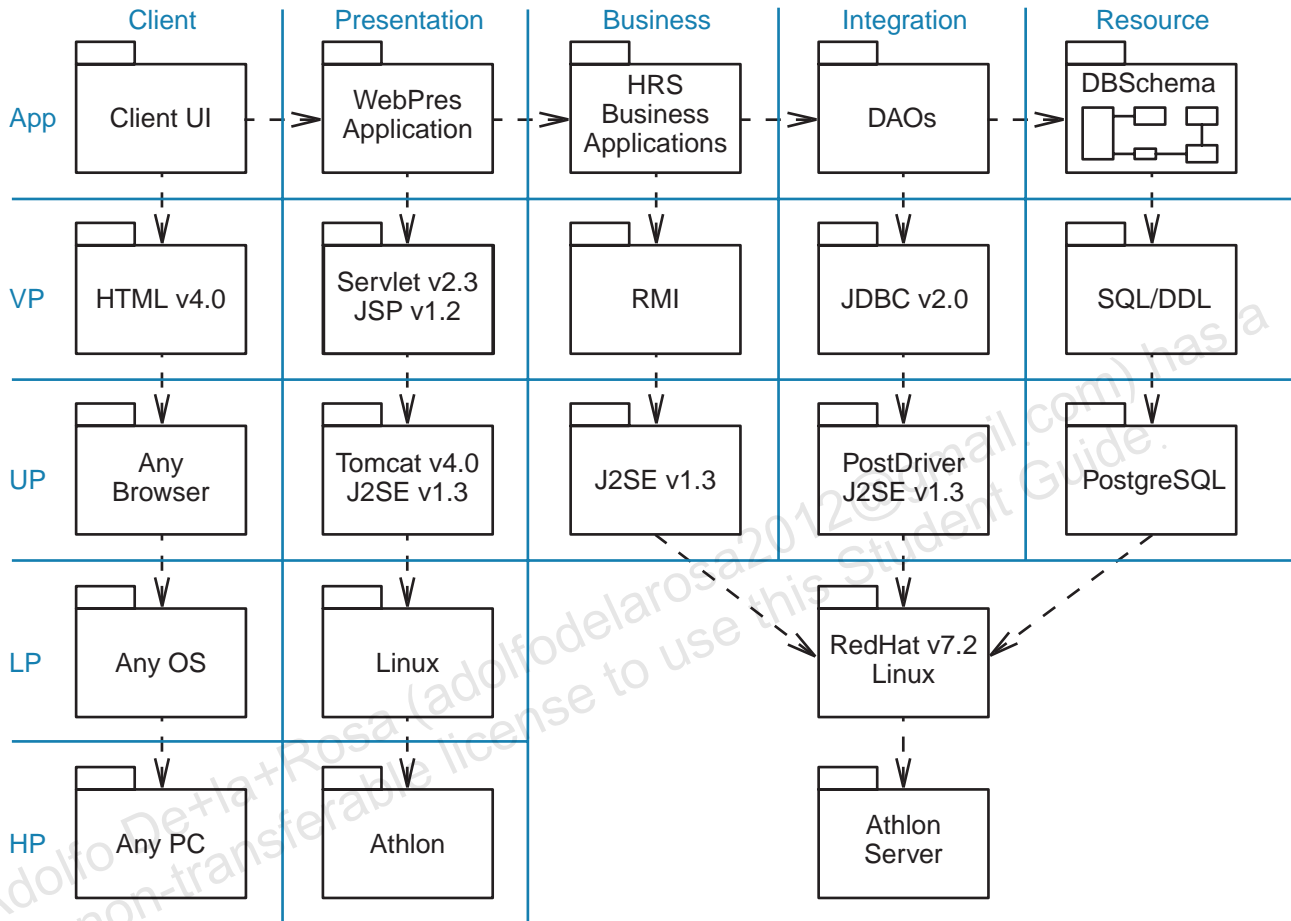 Client
Presentation
Business
Integration
Resource
App
Client UI
WebPres
Application
HRS
Business
Applications
DAOs
DBSchema
VP
HTML v4.0
Servlet v2.3
JSP v1.2
RMI
JDBC v2.0
SQL/DDL
UP
Any
Browser
Tomcat v4.0
J2SE v1.3
J2SE v1.3
PostDriver
J2SE v1.3
PostgreSQL
LP
Any OS
Linux
RedHat v7.2
Linux
HP
Any PC
Athlon
Athlon
Server
Adolfo De+la+Rosa (adolfodelarosa2012@gmail.com) has a
non-transferable license to use this Student Guide.